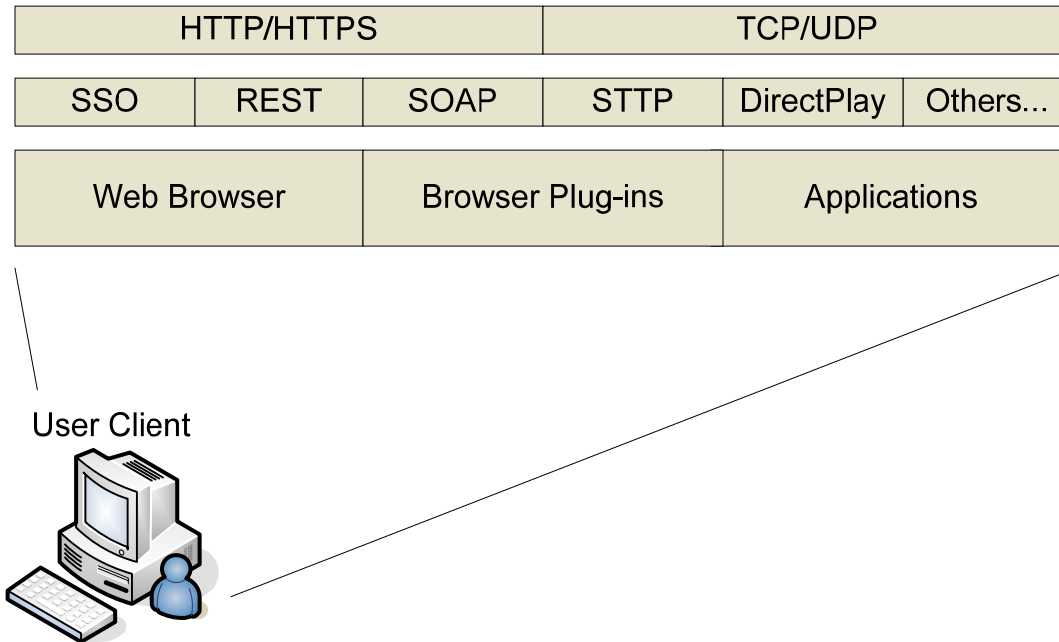 HTTP/HTTPS TCP/UDP
SSO REST SOAP STTP DirectPlay Others...
Web Browser Browser Plug-ins Applications
User Client